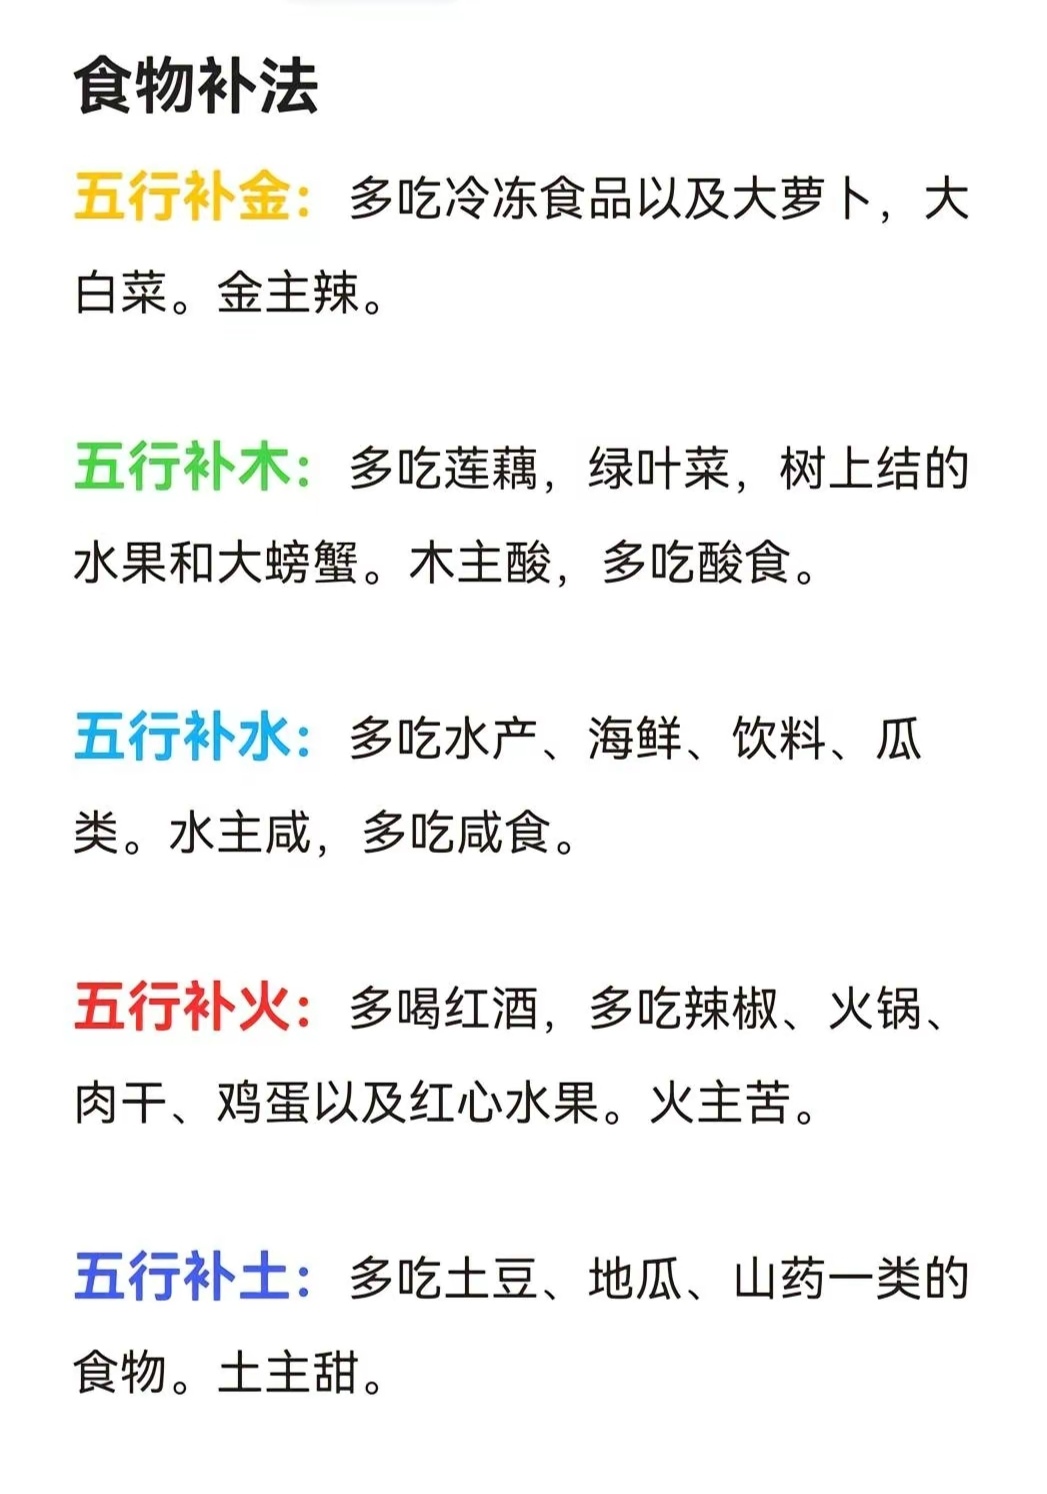 食物补法
五行补金：多吃冷冻食品以及大萝卜，大
白菜。金主辣。
五行补木：多吃莲藕，绿叶菜，树上结的
水果和大螃蟹。木主酸，多吃酸食。
五行补水：多吃水产、海鲜、饮料、瓜
类。水主咸，多吃咸食。
五行补火：多喝红酒，多吃辣椒、火锅、
肉干、鸡蛋以及红心水果。火主苦。
五行补土：多吃土豆、地瓜、山药一类的
食物。土主甜。